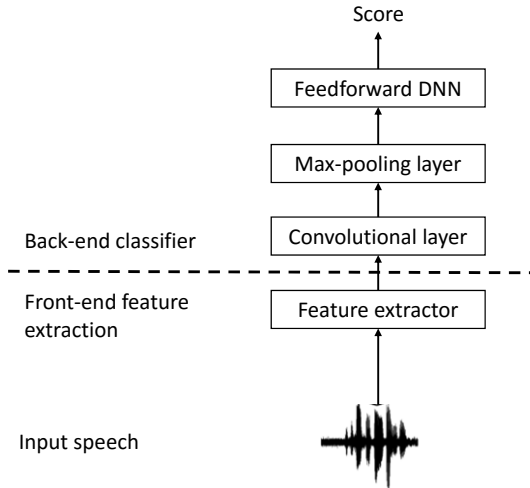 Score
Feedforward DNN
Max-pooling layer
Back-end classifier
Convolutional layer
Front-end feature
extraction
Feature extractor
Input speech